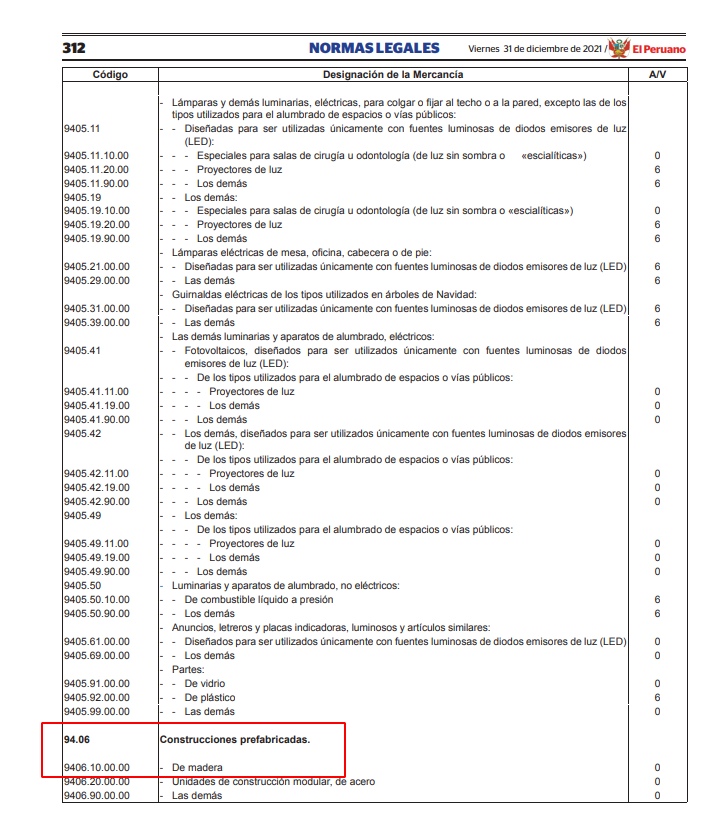 312 NORMAS LEGALES Viernes 31 de diciembre de 2021 / El Peruano
Código Designación de la Mercancía A/V
- Lámparas y demás luminarias, eléctricas, para colgar o fijar al techo o a la pared, excepto las de los
tipos utilizados para el alumbrado de espacios o vías públicos:
9405.11 - - Diseñadas para ser utilizadas únicamente con fuentes luminosas de diodos emisores de luz
(LED):
9405.11.10.00 - - - Especiales para salas de cirugía u odontología (de luz sin sombra o «escialíticas») 0
9405.11.20.00 - - - Proyectores de luz 6
9405.11.90.00 - - - Los demás 6
9405.19 - - Los demás:
9405.19.10.00 - - - Especiales para salas de cirugía u odontología (de luz sin sombra o «escialíticas») 0
9405.19.20.00 - - - Proyectores de luz 6
9405.19.90.00 - - - Los demás 6
- Lámparas eléctricas de mesa, oficina, cabecera o de pie:
9405.21.00.00 - - Diseñadas para ser utilizadas únicamente con fuentes luminosas de diodos emisores de luz (LED) 6
9405.29.00.00 - - Las demás 6
- Guirnaldas eléctricas de los tipos utilizados en árboles de Navidad:
9405.31.00.00 - - Diseñadas para ser utilizadas únicamente con fuentes luminosas de diodos emisores de luz (LED) 6
9405.39.00.00 - - Las demás 6
- Las demás luminarias y aparatos de alumbrado, eléctricos:
9405.41 - - Fotovoltaicos, diseñados para ser utilizados únicamente con fuentes luminosas de diodos
emisores de luz (LED):
- - - De los tipos utilizados para el alumbrado de espacios o vías públicos:
9405.41.11.00 - - - - Proyectores de luz 0
9405.41.19.00 - - - - Los demás 0
9405.41.90.00 - - - Los demás 0
9405.42 - - Los demás, diseñados para ser utilizados únicamente con fuentes luminosas de diodos emisores
de luz (LED):
- - - De los tipos utilizados para el alumbrado de espacios o vías públicos:
9405.42.11.00 - - - - Proyectores de luz 0
9405.42.19.00 - - - - Los demás 0
9405.42.90.00 - - - Los demás 0
9405.49 - - Los demás:
- - - De los tipos utilizados para el alumbrado de espacios o vías públicos:
9405.49.11.00 - - - - Proyectores de luz 0
9405.49.19.00 - - - - Los demás 0
9405.49.90.00 - - - Los demás 0
9405.50 - Luminarias y aparatos de alumbrado, no eléctricos:
9405.50.10.00 - - De combustible líquido a presión 6
9405.50.90.00 - - Los demás 6
- Anuncios, letreros y placas indicadoras, luminosos y artículos similares:
9405.61.00.00 - - Diseñados para ser utilizados únicamente con fuentes luminosas de diodos emisores de luz (LED) 0
9405.69.00.00 - - Los demás 0
- Partes:
9405.91.00.00 - - De vidrio 0
9405.92.00.00 - - De plástico 6
9405.99.00.00 - - Las demás 0
94.06 Construcciones prefabricadas.
9406.10.00.00 - De madera 0
9406.20.00.00 - Unidades de construcción modular, de acero 0
9406.90.00.00 - Las demás 0